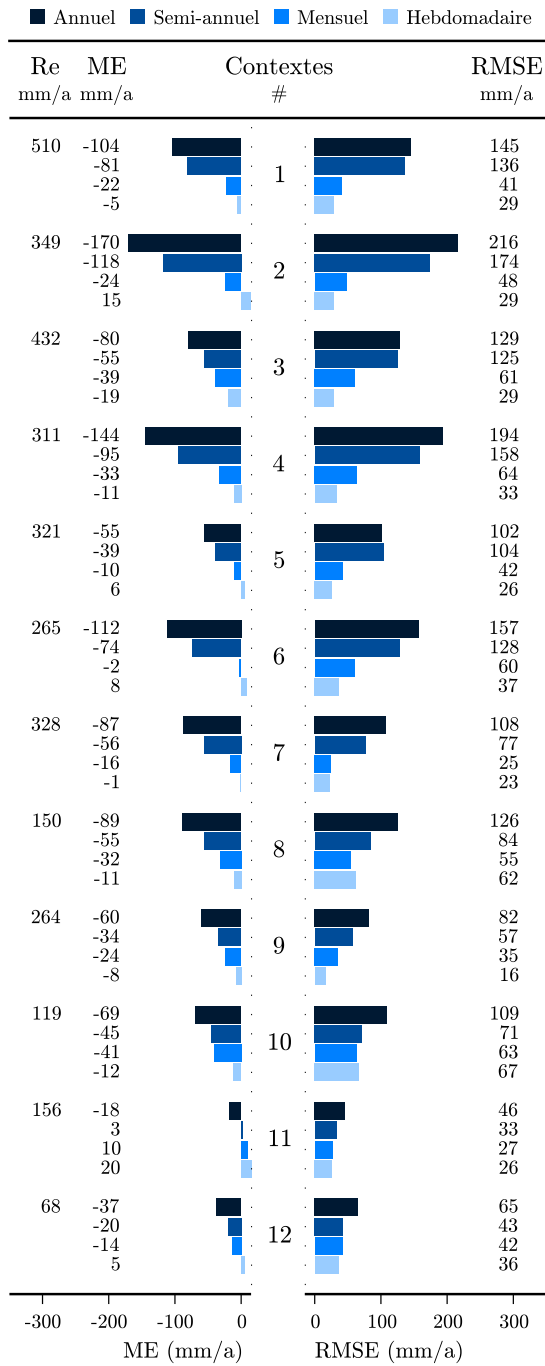 Annuel Semi-annuel Mensuel Hebdomadaire
Re ME Contextes RMSE
mm/a mm/a # mm/a
510 -104 145
-81 136
1
-22 41
-5 29
349 -170 216
-118 174
2
-24 48
15 29
432 -80 129
-55 125
3
-39 61
-19 29
311 -144 194
-95 158
4
-33 64
-11 33
321 -55 102
-39 104
5
-10 42
6 26
265 -112 157
-74 128
6
-2 60
8 37
328 -87 108
-56 77
7
-16 25
-1 23
150 -89 126
-55 84
8
-32 55
-11 62
264 -60 82
-34 57
9
-24 35
-8 16
119 -69 109
-45 71
10
-41 63
-12 67
156 -18 46
3 33
11
10 27
20 26
68 -37 65
-20 43
12
-14 42
5 36
-300 -200 -100 0 0 100 200 300
ME (mm/a) RMSE (mm/a)